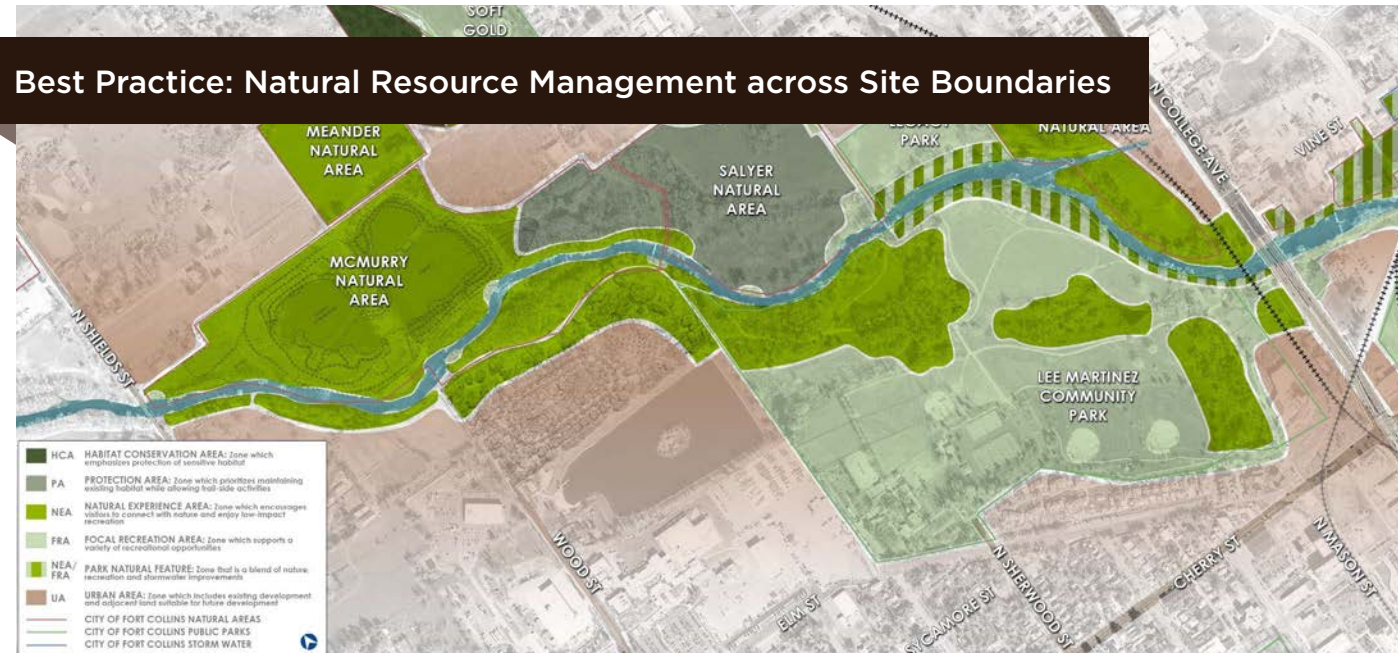 SOFT
GOLD
Best Practice: Natural Resource Management across Site Boundaries
MEANDER
NATURAL
AREA
PARK
NATURAL AREA
N COLLEGE AVE
VINE ST
SALYER
NATURAL
AREA
MCMURRY
NATURAL
AREA
N SHIELDS ST
LEE MARTINEZ
COMMUNITY
PARK
HCA HABITAT CONSERVATION AREA: Zone which
emphasizes protection of sensitive habitat
PA PROTECTION AREA: Zone which prioritizes maintaining
existing habitat while allowing trail-side activities
NEA NATURAL EXPERIENCE AREA: Zone which encourages
visitors to connect with nature and enjoy low-impact
recreation
FRA FOCAL RECREATION AREA: Zone which supports a
variety of recreational opportunities
NEA/
FRA PARK NATURAL FEATURE: Zone that is a blend of nature,
recreation and stormwater improvements
UA URBAN AREA: Zone which includes existing development
and adjacent land suitable for future development
CITY OF FORT COLLINS NATURAL AREAS
CITY OF FORT COLLINS PUBLIC PARKS
CITY OF FORT COLLINS STORM WATER
WOOD ST
ELM ST
SYCAMORE ST
N SHERWOOD ST
CHERRY ST
N MASON ST